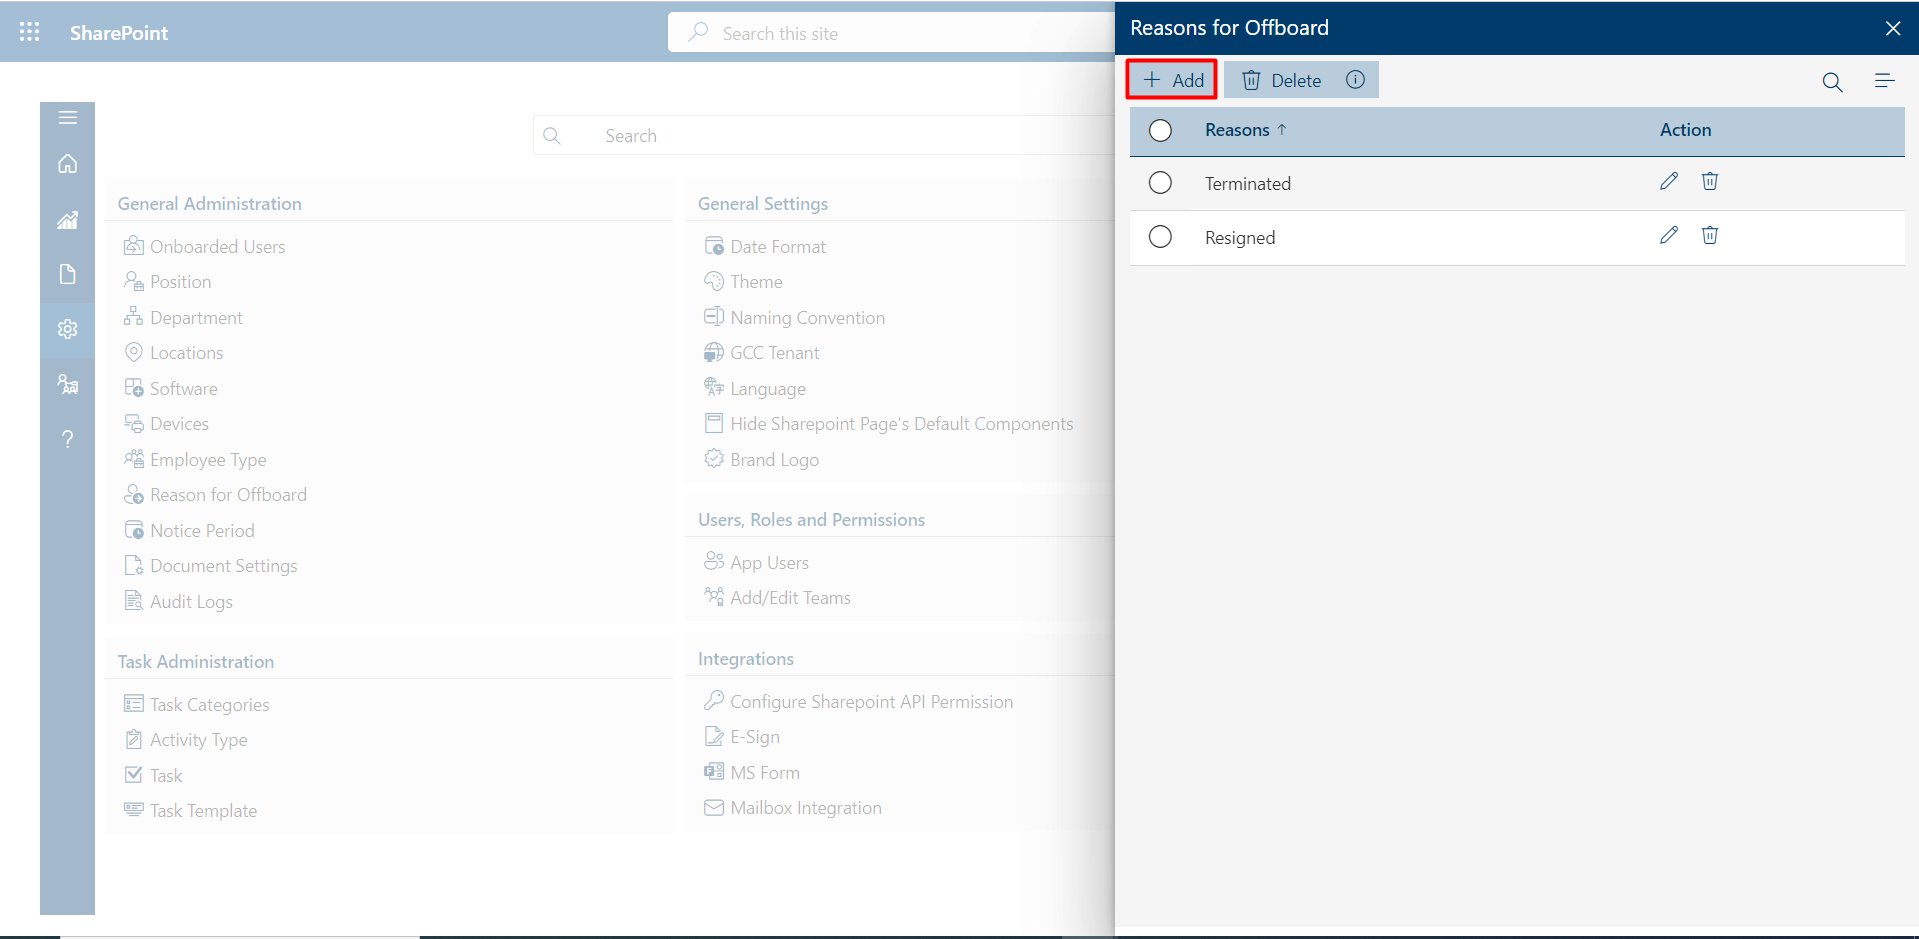 SharePoint
Search this site
Search
General Administration
Onboarded Users
Position
Department
Locations
Software
Devices
Employee Type
Reason for Offboard
Notice Period
Document Settings
Audit Logs
Task Administration
Task Categories
Activity Type
Task
Task Template
General Settings
Date Format
Theme
Naming Convention
GCC Tenant
Language
Hide Sharepoint Page's Default Components
Brand Logo
Users, Roles and Permissions
App Users
Add/Edit Teams
Integrations
Configure Sharepoint API Permission
E-Sign
MS Form
Mailbox Integration
Reasons for Offboard
Add Delete
Reasons ↑ Action
Terminated
Resigned